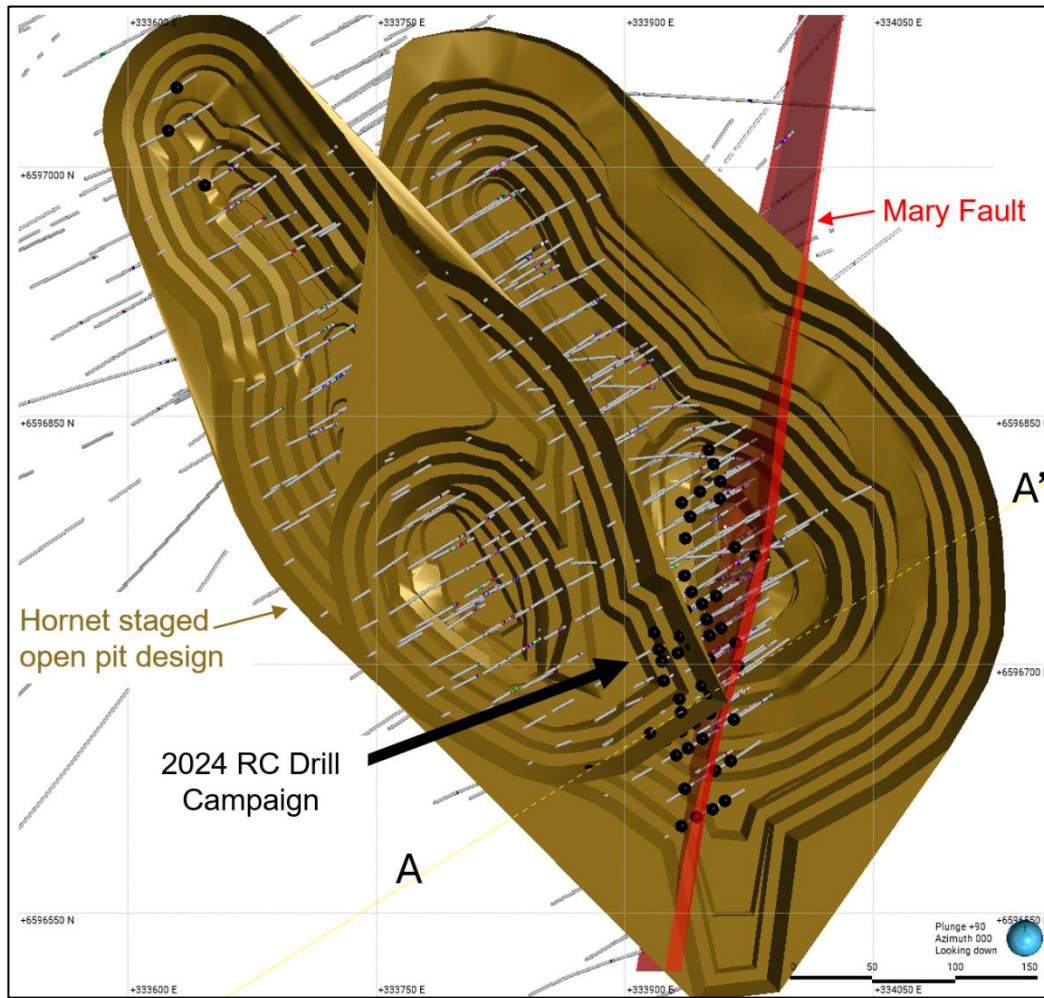 +333600 E
+333750 E
+333900 E
+334050 E
+6597000 N
Mary Fault
+6596850 N
+6596850 N
A'
Hornet staged
open pit design
+6596700 N
2024 RC Drill
Campaign
A
+6596550 N
+6596550 N
Plunge +90
Azimuth 000
Looking down
0
50
100
150
+333600 E
+333750 E
+333900 E
+334050 E